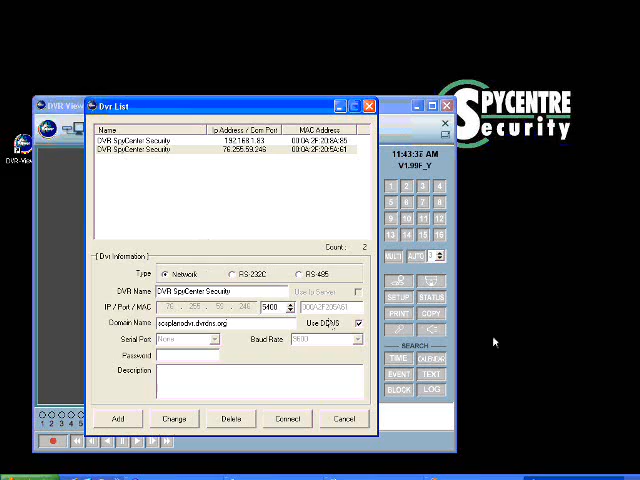 SPYCENTRE
Security
DVR View
Dvr List
DVR-View
Name Ip Address / Com Port MAC Address
DVR SpyCenter Security 192.168.1.83 00:0A:2F:20:8A:85
DVR SpyCenter Security 76.255.59.246 00:0A:2F:20:5A:61
Count : 2
[ Dvr Information ]
Type Network RS-232C RS-485
DVR Name DVR SpyCenter Security Use Ip Server
IP / Port / MAC 76 . 255 . 59 . 246 5400 000A2F205A61
Domain Name Use DDNS
Serial Port None Baud Rate 9600
Password
Description
Add Change Delete Connect Cancel
11:43:32 AM
V1.99F_Y
1 2 3 4
5 6 7 8
9 10 11 12
13 14 15 16
MULTI AUTO 3
SETUP STATUS
PRINT COPY
SEARCH
TIME CALENDAR
EVENT TEXT
BLOCK LOG
1 2 3 4 5